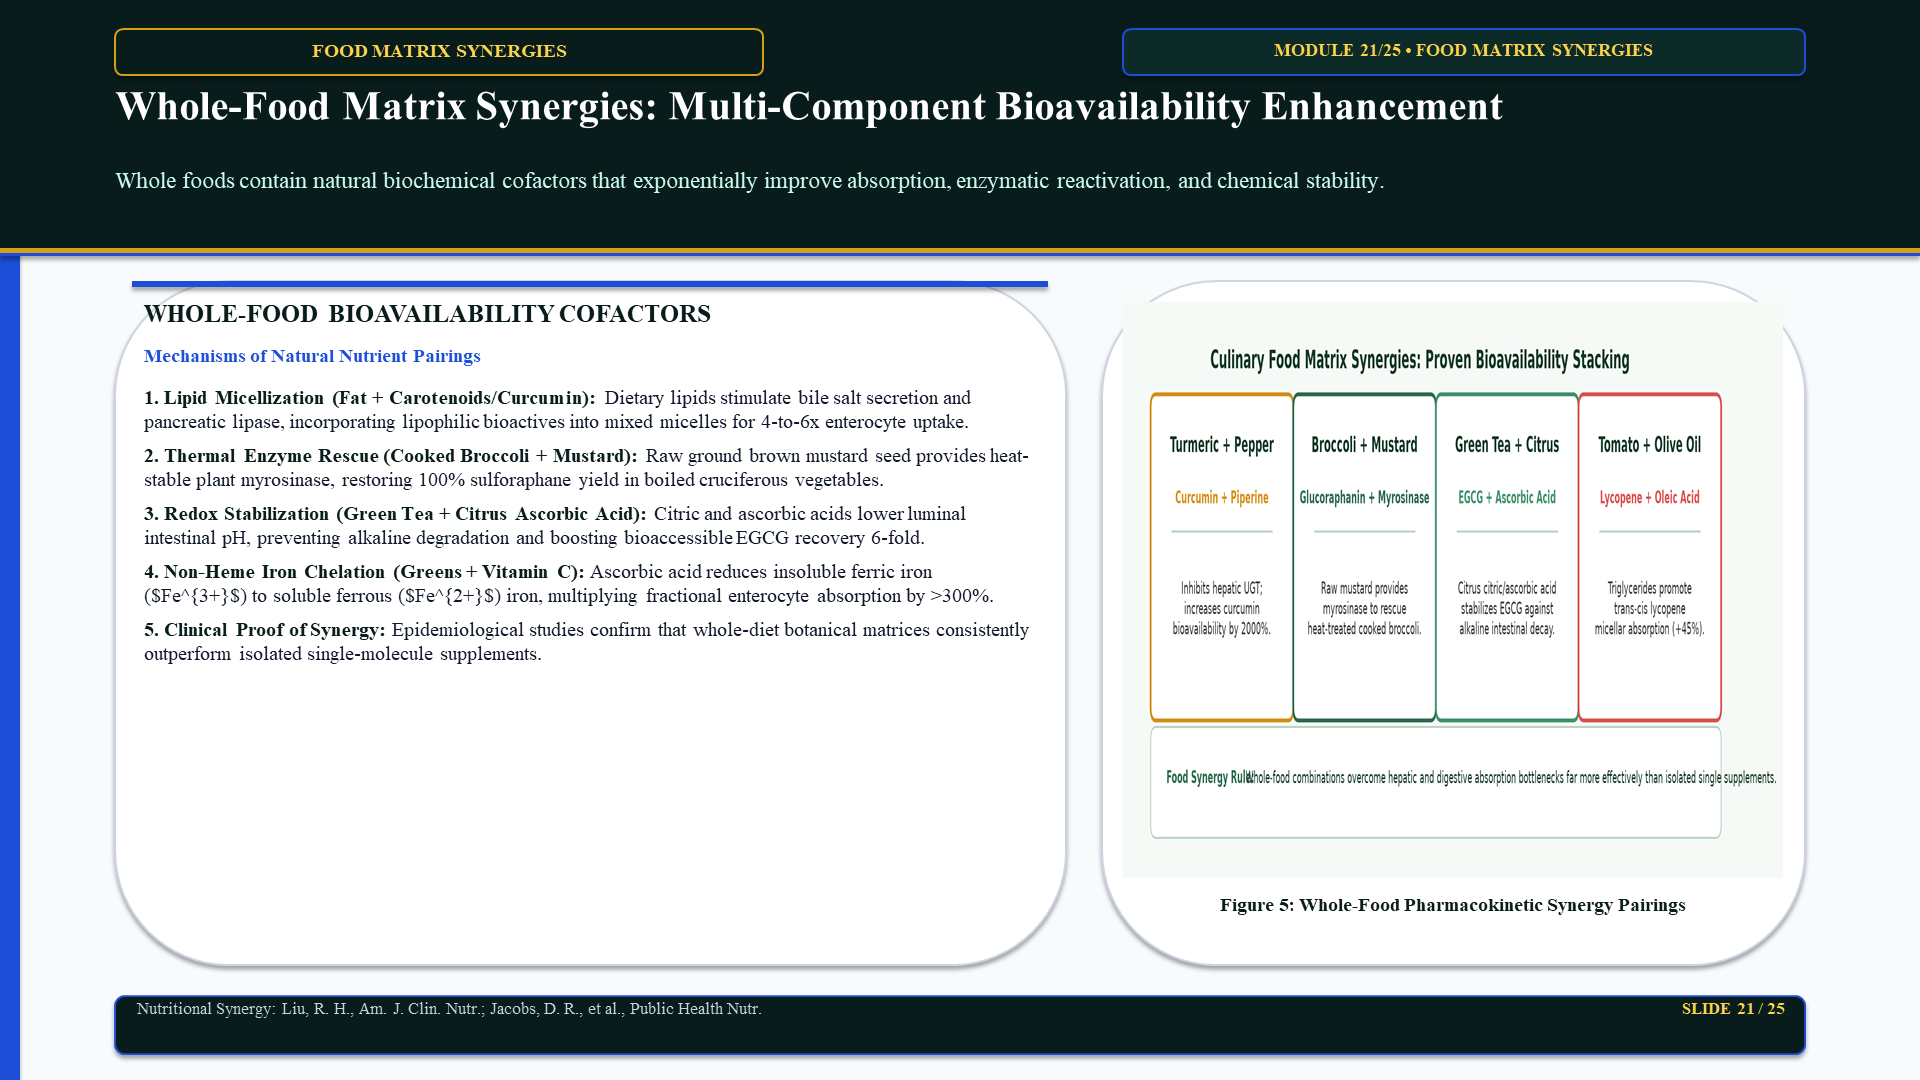 FOOD MATRIX SYNERGIES
MODULE 21/25 • FOOD MATRIX SYNERGIES
Whole-Food Matrix Synergies: Multi-Component Bioavailability Enhancement
Whole foods contain natural biochemical cofactors that exponentially improve absorption, enzymatic reactivation, and chemical stability.
WHOLE-FOOD BIOAVAILABILITY COFACTORS
Mechanisms of Natural Nutrient Pairings
1. Lipid Micellization (Fat + Carotenoids/Curcumin): Dietary lipids stimulate bile salt secretion and
pancreatic lipase, incorporating lipophilic bioactives into mixed micelles for 4-to-6x enterocyte uptake.
2. Thermal Enzyme Rescue (Cooked Broccoli + Mustard): Raw ground brown mustard seed provides heat-
stable plant myrosinase, restoring 100% sulforaphane yield in boiled cruciferous vegetables.
3. Redox Stabilization (Green Tea + Citrus Ascorbic Acid): Citric and ascorbic acids lower luminal
intestinal pH, preventing alkaline degradation and boosting bioaccessible EGCG recovery 6-fold.
4. Non-Heme Iron Chelation (Greens + Vitamin C): Ascorbic acid reduces insoluble ferric iron
($Fe^{3+}$) to soluble ferrous ($Fe^{2+}$) iron, multiplying fractional enterocyte absorption by >300%.
5. Clinical Proof of Synergy: Epidemiological studies confirm that whole-diet botanical matrices consistently
outperform isolated single-molecule supplements.
Culinary Food Matrix Synergies: Proven Bioavailability Stacking
Turmeric + Pepper
Curcumin + Piperine
Inhibits hepatic UGT;
increases curcumin
bioavailability by 2000%.
Broccoli + Mustard
Glucoraphanin + Myrosinase
Raw mustard provides
myrosinase to rescue
heat-treated cooked broccoli.
Green Tea + Citrus
EGCG + Ascorbic Acid
Citrus citric/ascorbic acid
stabilizes EGCG against
alkaline intestinal decay.
Tomato + Olive Oil
Lycopene + Oleic Acid
Triglycerides promote
trans-cis lycopene
micellar absorption (+45%).
Food Synergy Rule: Whole-food combinations overcome hepatic and digestive absorption bottlenecks far more effectively than isolated single supplements.
Figure 5: Whole-Food Pharmacokinetic Synergy Pairings
Nutritional Synergy: Liu, R. H., Am. J. Clin. Nutr.; Jacobs, D. R., et al., Public Health Nutr.
SLIDE 21 / 25